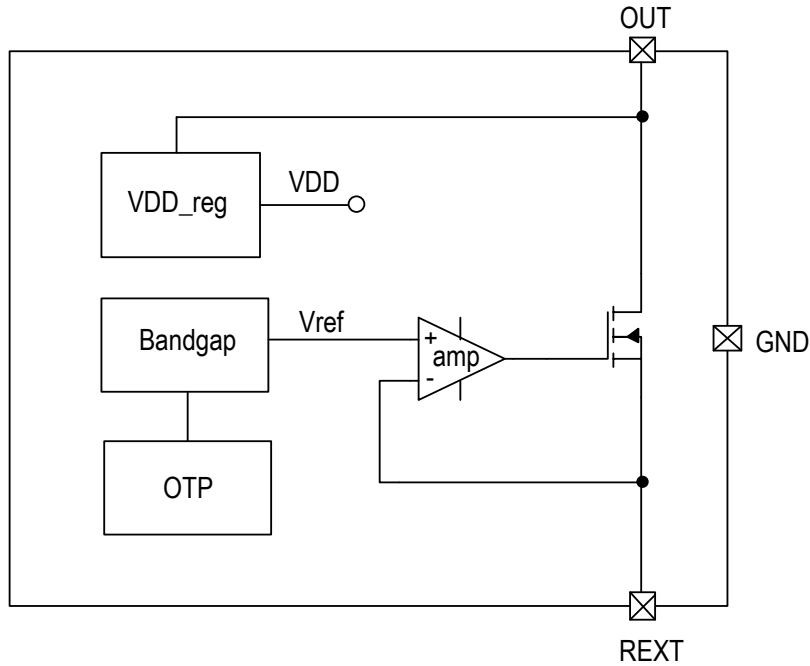 OUT
VDD_reg
VDD
Bandgap
Vref
+
amp
-
GND
OTP
REXT